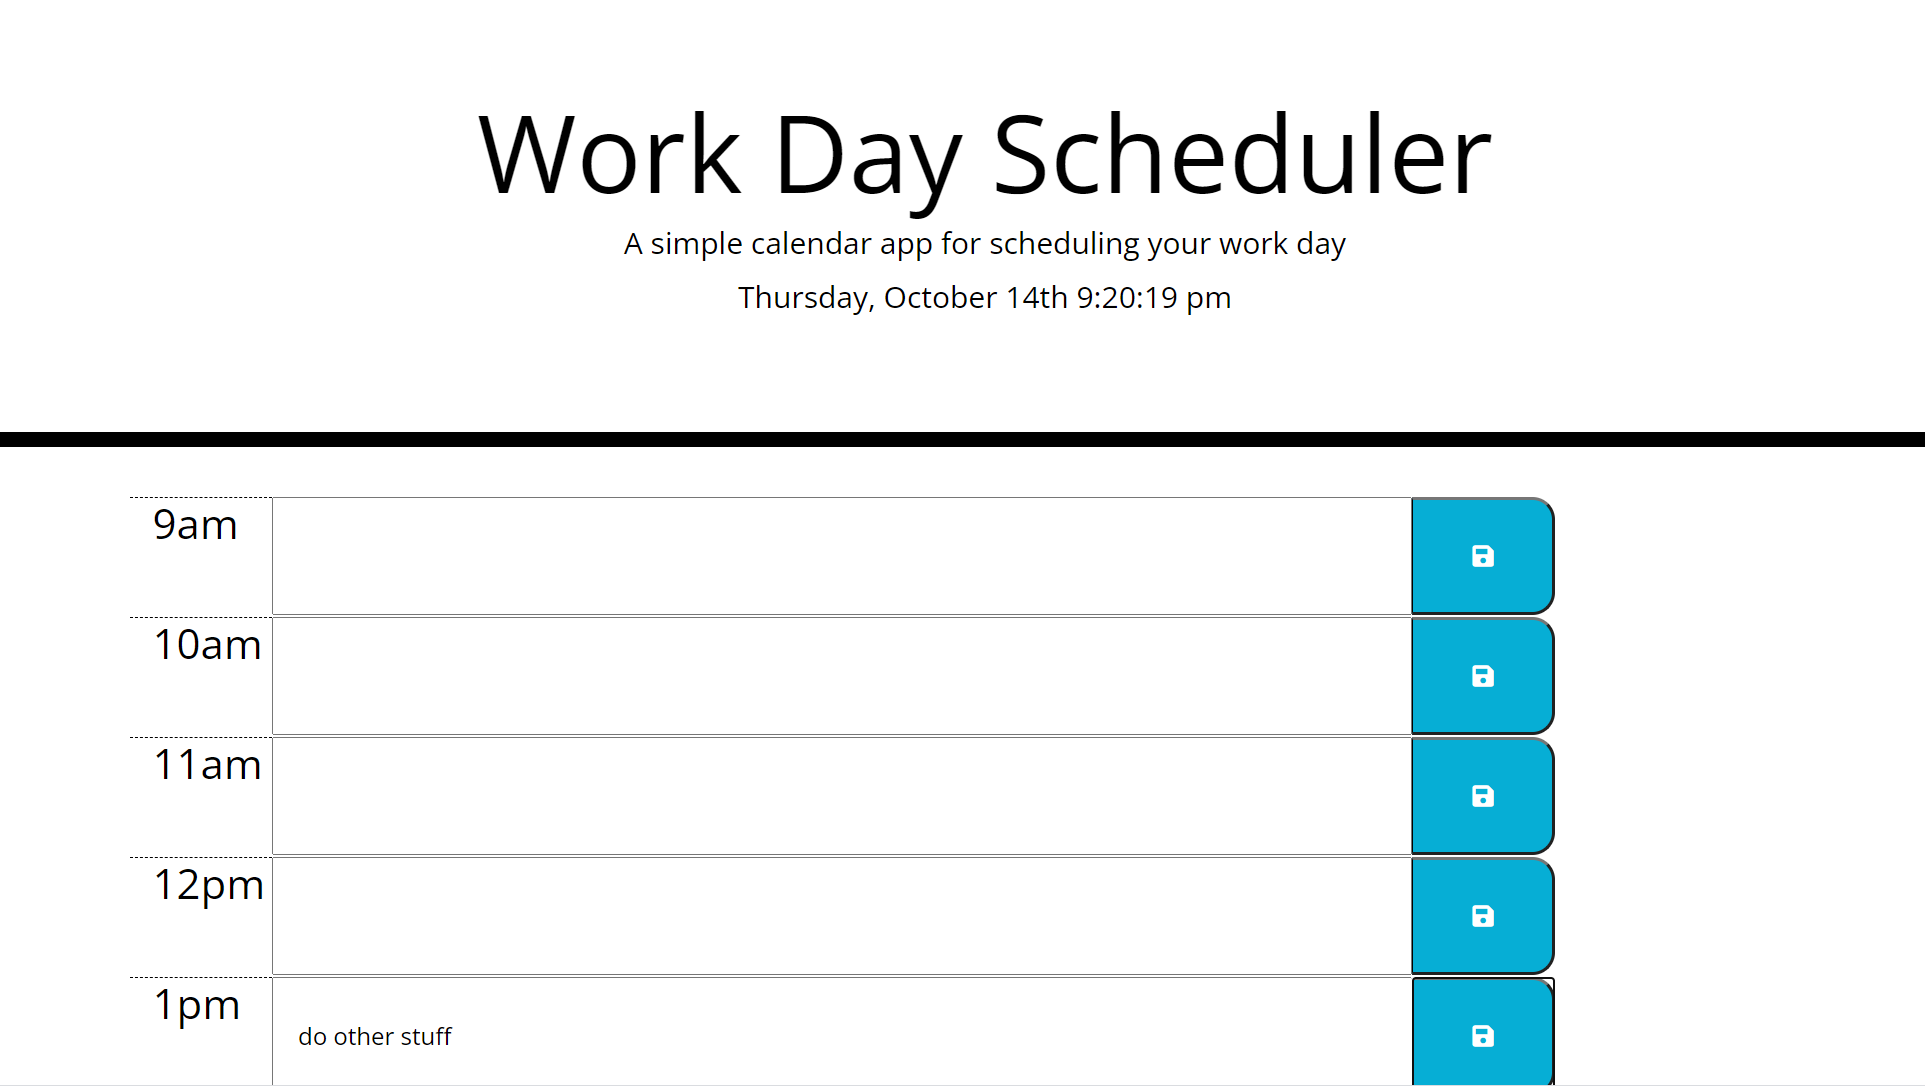 Work Day Scheduler
A simple calendar app for scheduling your work day
Thursday, October 14th 9:20:19 pm
9am
10am
11am
12pm
1pm
do other stuff